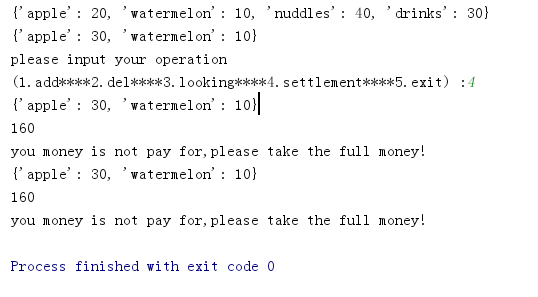 {'apple': 20, 'watermelon': 10, 'nuddles': 40, 'drinks': 30}
{'apple': 30, 'watermelon': 10}
please input your operation
(1.add****2.del****3.looking****4.settlement****5.exit) :4
{'apple': 30, 'watermelon': 10}
160
you money is not pay for,please take the full money!
{'apple': 30, 'watermelon': 10}
160
you money is not pay for,please take the full money!
Process finished with exit code 0